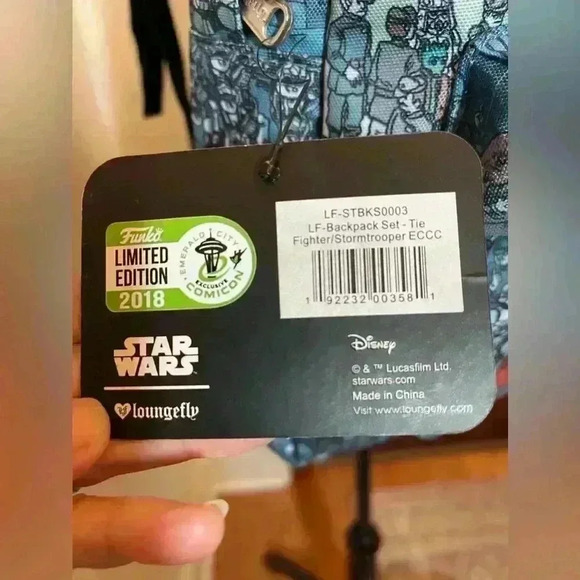 LF-STBKS0003
LF-Backpack Set - Tie
Fighter/Stormtrooper ECCC
1 92232 00358 1
Funko
LIMITED
EDITION
2018
EMERALD CITY
EXCLUSIVE
COMICON
STAR
WARS
loungefly
Disney
© & ™ Lucasfilm Ltd.
starwars.com
Made in China
Visit www.loungefly.com